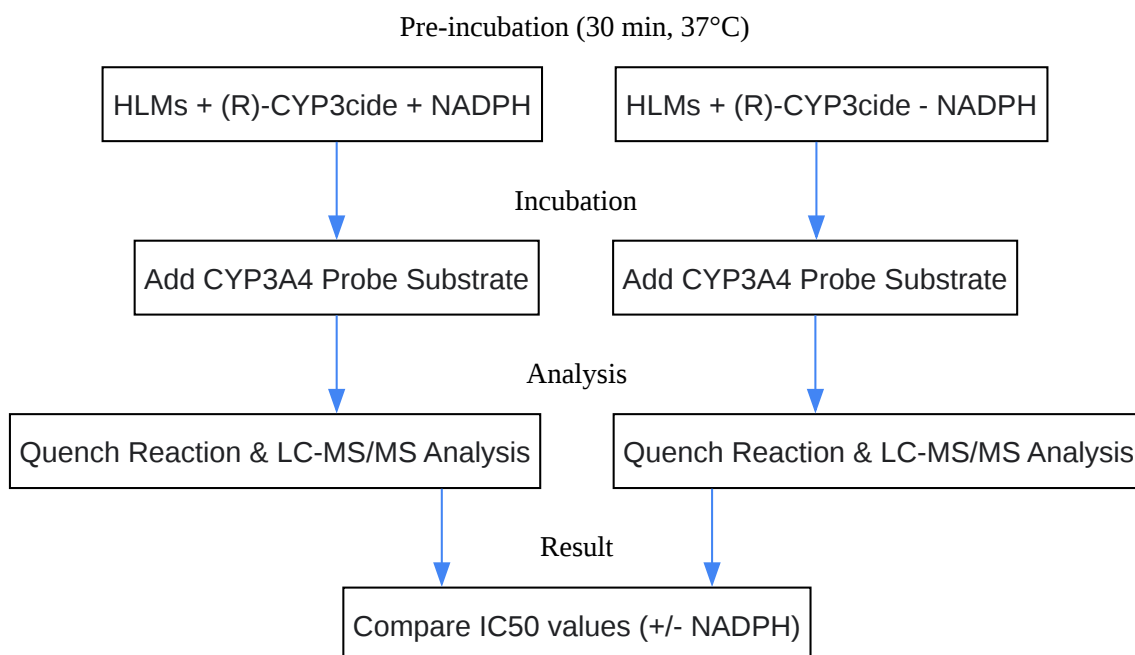 Pre-incubation (30 min, 37°C)
HLMs + (R)-CYP3cide + NADPH
HLMs + (R)-CYP3cide - NADPH
Incubation
Add CYP3A4 Probe Substrate
Add CYP3A4 Probe Substrate
Analysis
Quench Reaction & LC-MS/MS Analysis
Quench Reaction & LC-MS/MS Analysis
Result
Compare IC50 values (+/- NADPH)